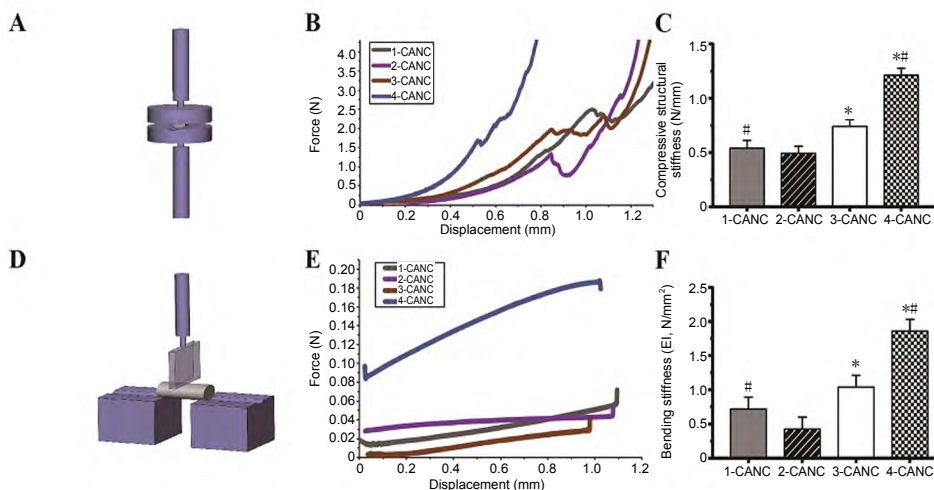 A
B
Force (N)
4.0
3.5
3.0
2.5
2.0
1.5
1.0
0.5
0
1-CANC
2-CANC
3-CANC
4-CANC
0 0.2 0.4 0.6 0.8 1.0 1.2
Displacement (mm)
C
Compressive structural
stiffness (N/mm)
1.5
1.0
0.5
0
#
*
*#
1-CANC 2-CANC 3-CANC 4-CANC
D
E
Force (N)
0.20
0.18
0.16
0.14
0.12
0.10
0.08
0.06
0.04
0.02
0
1-CANC
2-CANC
3-CANC
4-CANC
0 0.2 0.4 0.6 0.8 1.0 1.2
Displacement (mm)
F
Bending stiffness (EI, N/mm²)
2.5
2.0
1.5
1.0
0.5
0
#
*
*#
1-CANC 2-CANC 3-CANC 4-CANC